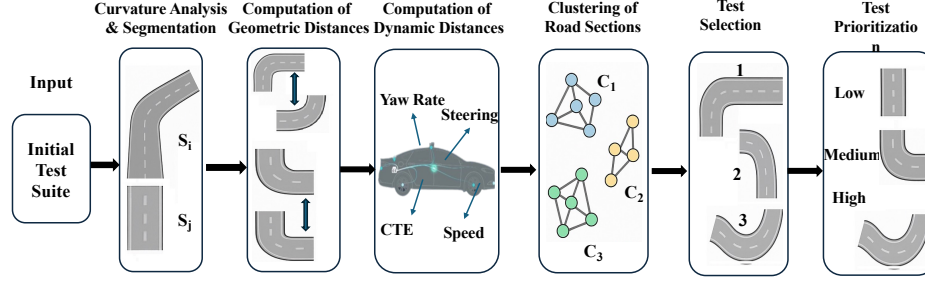 Input
Initial
Test
Suite
Curvature Analysis
& Segmentation
Si
Sj
Computation of
Geometric Distances
Computation of
Dynamic Distances
Yaw Rate
Steering
CTE
Speed
Clustering of
Road Sections
C1
C2
C3
Test
Selection
1
2
3
Test
Prioritizatio
n
Low
Medium
High